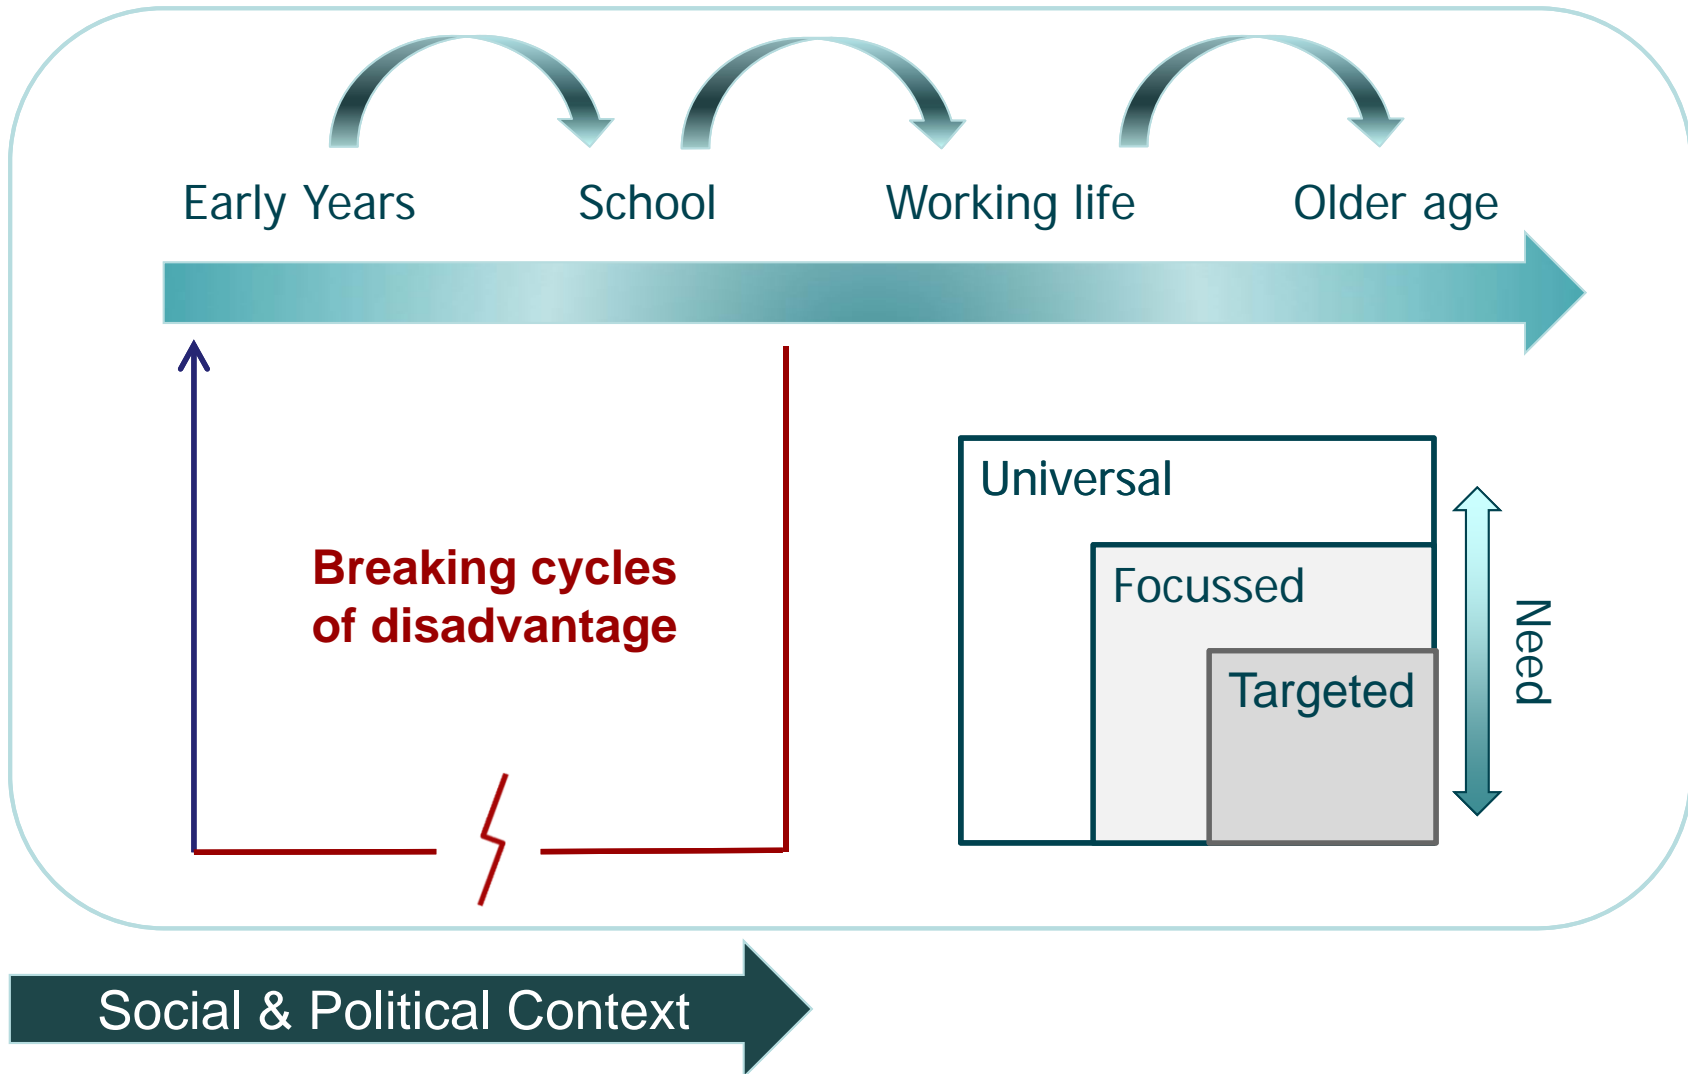 Early Years
School
Working life
Older age
Breaking cycles
of disadvantage
Universal
Focussed
Targeted
Need
Social & Political Context